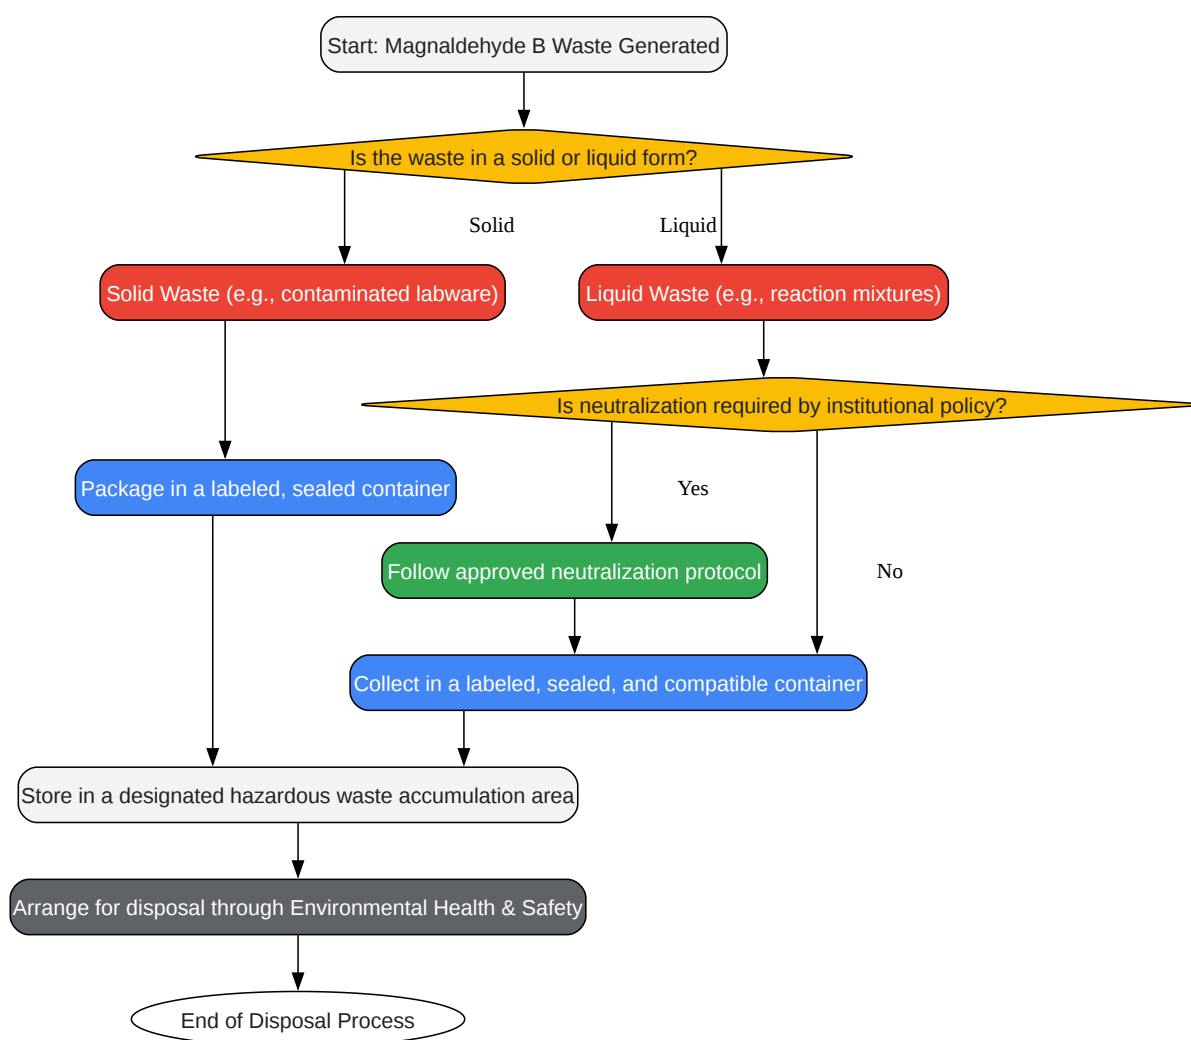 Start: Magnaldehyde B Waste Generated
Is the waste in a solid or liquid form?
Solid
Liquid
Solid Waste (e.g., contaminated labware)
Liquid Waste (e.g., reaction mixtures)
Is neutralization required by institutional policy?
Package in a labeled, sealed container
Yes
Follow approved neutralization protocol
No
Collect in a labeled, sealed, and compatible container
Store in a designated hazardous waste accumulation area
Arrange for disposal through Environmental Health & Safety
End of Disposal Process